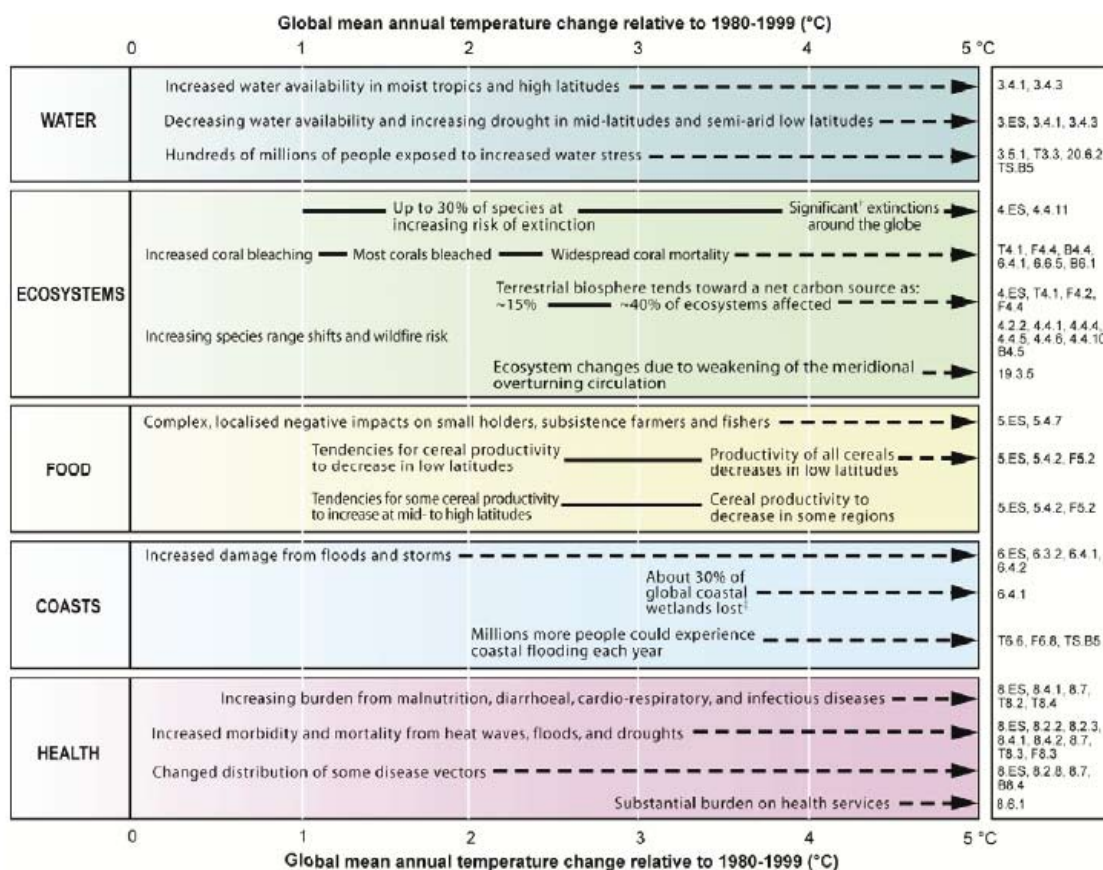 Global mean annual temperature change relative to 1980-1999 (°C)
0 1 2 3 4 5 °C
WATER
Increased water availability in moist tropics and high latitudes
3.4.1, 3.4.3
Decreasing water availability and increasing drought in mid-latitudes and semi-arid low latitudes
3.ES, 3.4.1, 3.4.3
Hundreds of millions of people exposed to increased water stress
3.5.1, T3.3, 20.6.2
TS.B5
ECOSYSTEMS
Up to 30% of species at
increasing risk of extinction
Significant† extinctions
around the globe
4.ES, 4.4.11
Increased coral bleaching
Most corals bleached
Widespread coral mortality
T4.1, F4.4, B4.4,
6.4.1, 6.6.5, B6.1
Terrestrial biosphere tends toward a net carbon source as:
~15%
~40% of ecosystems affected
4.ES, T4.1, F4.2,
F4.4
Increasing species range shifts and wildfire risk
4.2.2, 4.4.1, 4.4.4,
4.4.5, 4.4.6, 4.4.10
B4.5
Ecosystem changes due to weakening of the meridional
overturning circulation
19.3.5
FOOD
Complex, localised negative impacts on small holders, subsistence farmers and fishers
5.ES, 5.4.7
Tendencies for cereal productivity
to decrease in low latitudes
Productivity of all cereals
decreases in low latitudes
5.ES, 5.4.2, F5.2
Tendencies for some cereal productivity
to increase at mid- to high latitudes
Cereal productivity to
decrease in some regions
5.ES, 5.4.2, F5.2
COASTS
Increased damage from floods and storms
6.ES, 6.3.2, 6.4.1,
6.4.2
About 30% of
global coastal
wetlands lost‡
6.4.1
Millions more people could experience
coastal flooding each year
T6.6, F6.8, TS.B5
HEALTH
Increasing burden from malnutrition, diarrhoeal, cardio-respiratory, and infectious diseases
8.ES, 8.4.1, 8.7,
T8.2, T8.4
Increased morbidity and mortality from heat waves, floods, and droughts
8.ES, 8.2.2, 8.2.3,
8.4.1, 8.4.2, 8.7,
T8.3, F8.3
Changed distribution of some disease vectors
8.ES, 8.2.8, 8.7,
B8.4
Substantial burden on health services
8.6.1
0 1 2 3 4 5 °C
Global mean annual temperature change relative to 1980-1999 (°C)